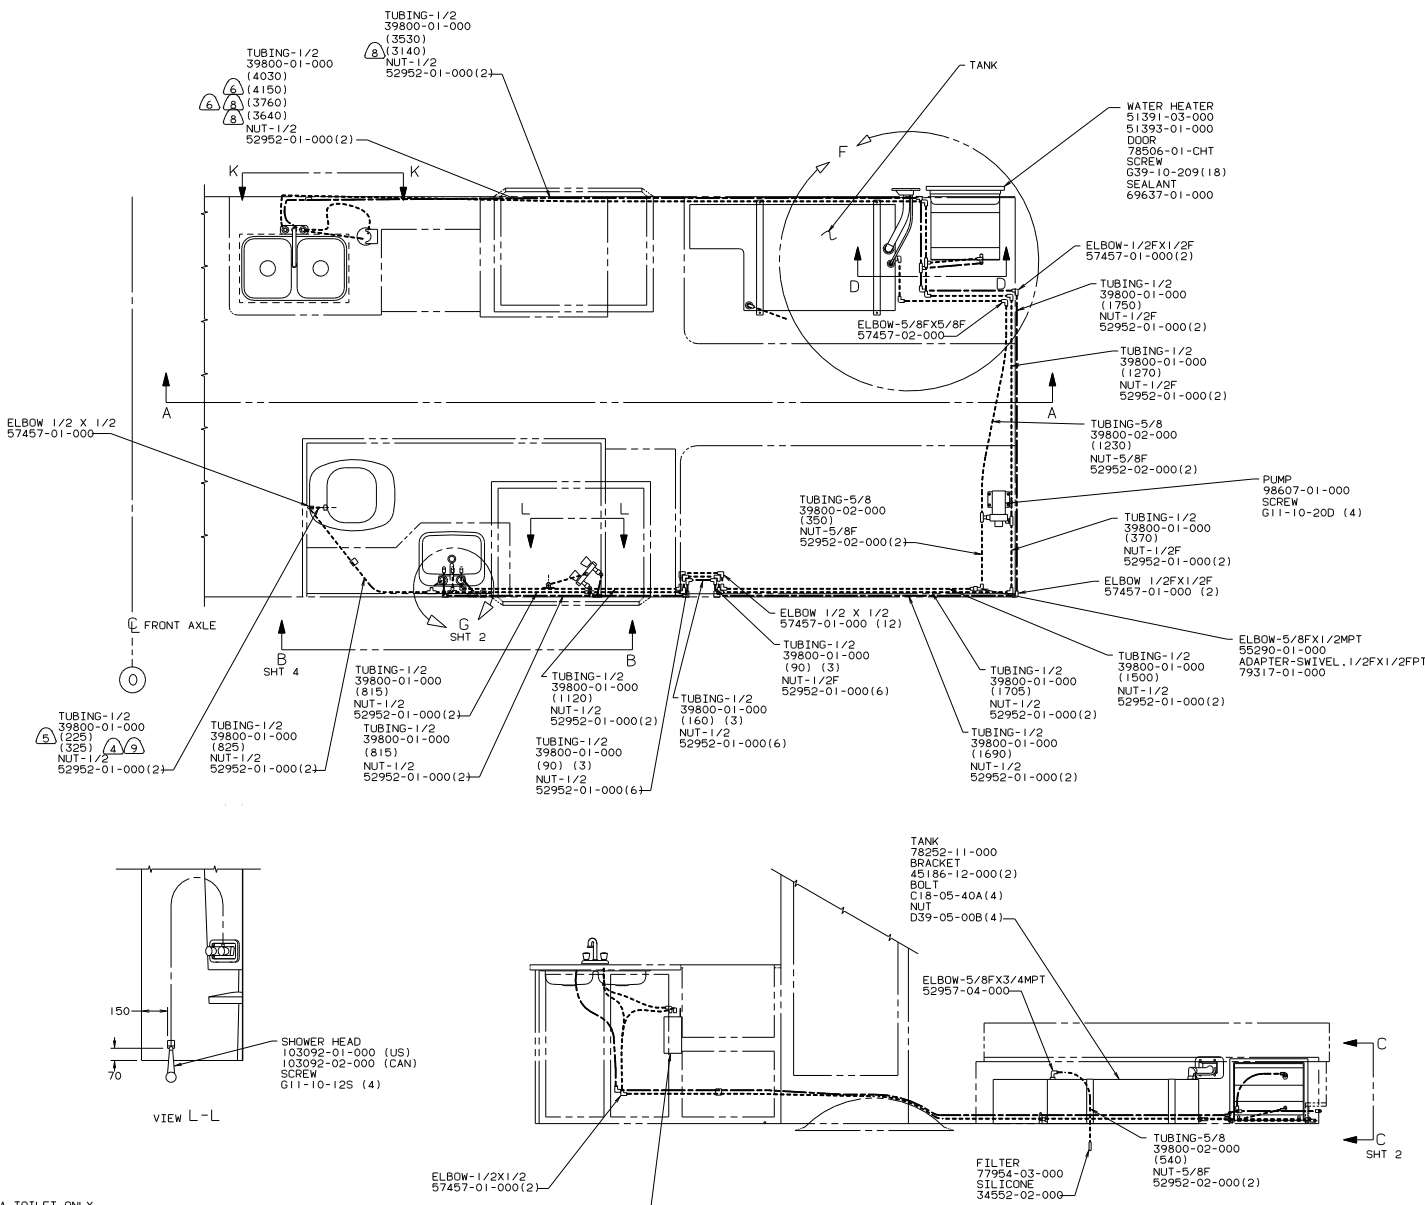 TUBING-1/2
39800-01-000
(3530)
8 (3140)
NUT-1/2
52952-01-000(2)
TUBING-1/2
39800-01-000
(4030)
6 (4150)
6 8 (3760)
8 (3640)
NUT-1/2
52952-01-000(2)
TANK
WATER HEATER
51391-03-000
51393-01-000
DOOR
78506-01-CHT
SCREW
G39-10-209(18)
SEALANT
69637-01-000
K
K
F
D
D
ELBOW-1/2FX1/2F
57457-01-000(2)
TUBING-1/2
39800-01-000
(1750)
NUT-1/2F
52952-01-000(2)
ELBOW-5/8FX5/8F
57457-02-000
TUBING-1/2
39800-01-000
(1270)
NUT-1/2F
52952-01-000(2)
A
A
ELBOW 1/2 X 1/2
57457-01-000
TUBING-5/8
39800-02-000
(1230)
NUT-5/8F
52952-02-000(2)
PUMP
98607-01-000
SCREW
G11-10-20D (4)
TUBING-5/8
39800-02-000
(350)
NUT-5/8F
52952-02-000(2)
L
L
TUBING-1/2
39800-01-000
(370)
NUT-1/2F
52952-01-000(2)
ELBOW 1/2FX1/2F
57457-01-000 (2)
G
SHT 2
ELBOW 1/2 X 1/2
57457-01-000 (12)
℄ FRONT AXLE
ELBOW-5/8FX1/2MPT
55290-01-000
ADAPTER-SWIVEL,1/2FX1/2FPT
79317-01-000
B
SHT 4
B
0
TUBING-1/2
39800-01-000
(90) (3)
NUT-1/2F
52952-01-000(6)
TUBING-1/2
39800-01-000
(1500)
NUT-1/2
52952-01-000(2)
TUBING-1/2
39800-01-000
(1705)
NUT-1/2
52952-01-000(2)
TUBING-1/2
39800-01-000
(815)
NUT-1/2
52952-01-000(2)
TUBING-1/2
39800-01-000
(1120)
NUT-1/2
52952-01-000(2)
TUBING-1/2
39800-01-000
(160) (3)
NUT-1/2
52952-01-000(6)
TUBING-1/2
39800-01-000
5 (225)
(325) 4 9
NUT-1/2
52952-01-000(2)
TUBING-1/2
39800-01-000
(825)
NUT-1/2
52952-01-000(2)
TUBING-1/2
39800-01-000
(815)
NUT-1/2
52952-01-000(2)
TUBING-1/2
39800-01-000
(90) (3)
NUT-1/2
52952-01-000(6)
TUBING-1/2
39800-01-000
(1690)
NUT-1/2
52952-01-000(2)
TANK
78252-11-000
BRACKET
45186-12-000(2)
BOLT
C18-05-40A(4)
NUT
D39-05-00B(4)
ELBOW-5/8FX3/4MPT
52957-04-000
150
70
SHOWER HEAD
103092-01-000 (US)
103092-02-000 (CAN)
SCREW
G11-10-12S (4)
VIEW L-L
C
C
SHT 2
ELBOW-1/2X1/2
57457-01-000(2)
FILTER
77954-03-000
SILICONE
34552-02-000
TUBING-5/8
39800-02-000
(540)
NUT-5/8F
52952-02-000(2)
A TOILET ONLY